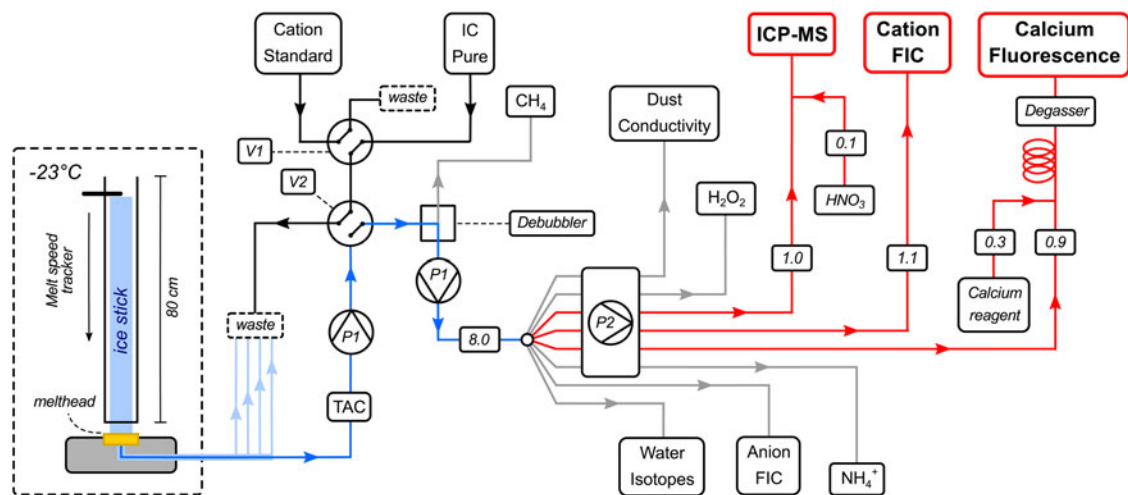 Cation
Standard
IC
Pure
waste
CH₄
V1
V2
Debubbler
-23°C
Melt speed
tracker
80 cm
ice stick
melthead
waste
P1
TAC
P1
8.0
P2
Dust
Conductivity
H₂O₂
ICP-MS
Cation
FIC
Calcium
Fluorescence
Degasser
0.1
HNO₃
1.0
1.1
0.3
0.9
Calcium
reagent
Water
Isotopes
Anion
FIC
NH₄⁺